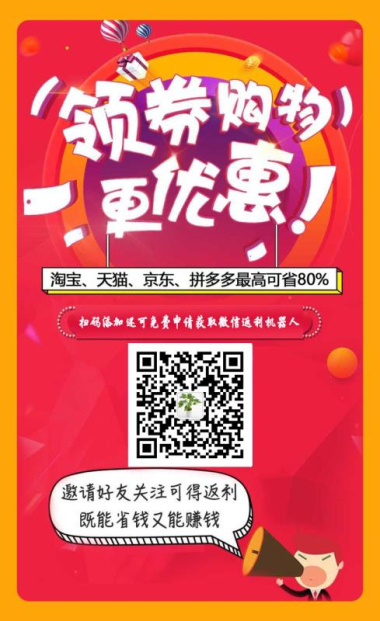 领券购物
更优惠!
淘宝、天猫、京东、拼多多最高可省80%
扫码添加还可免费申请获取微信返利机器人
邀请好友关注可得返利
既能省钱又能赚钱